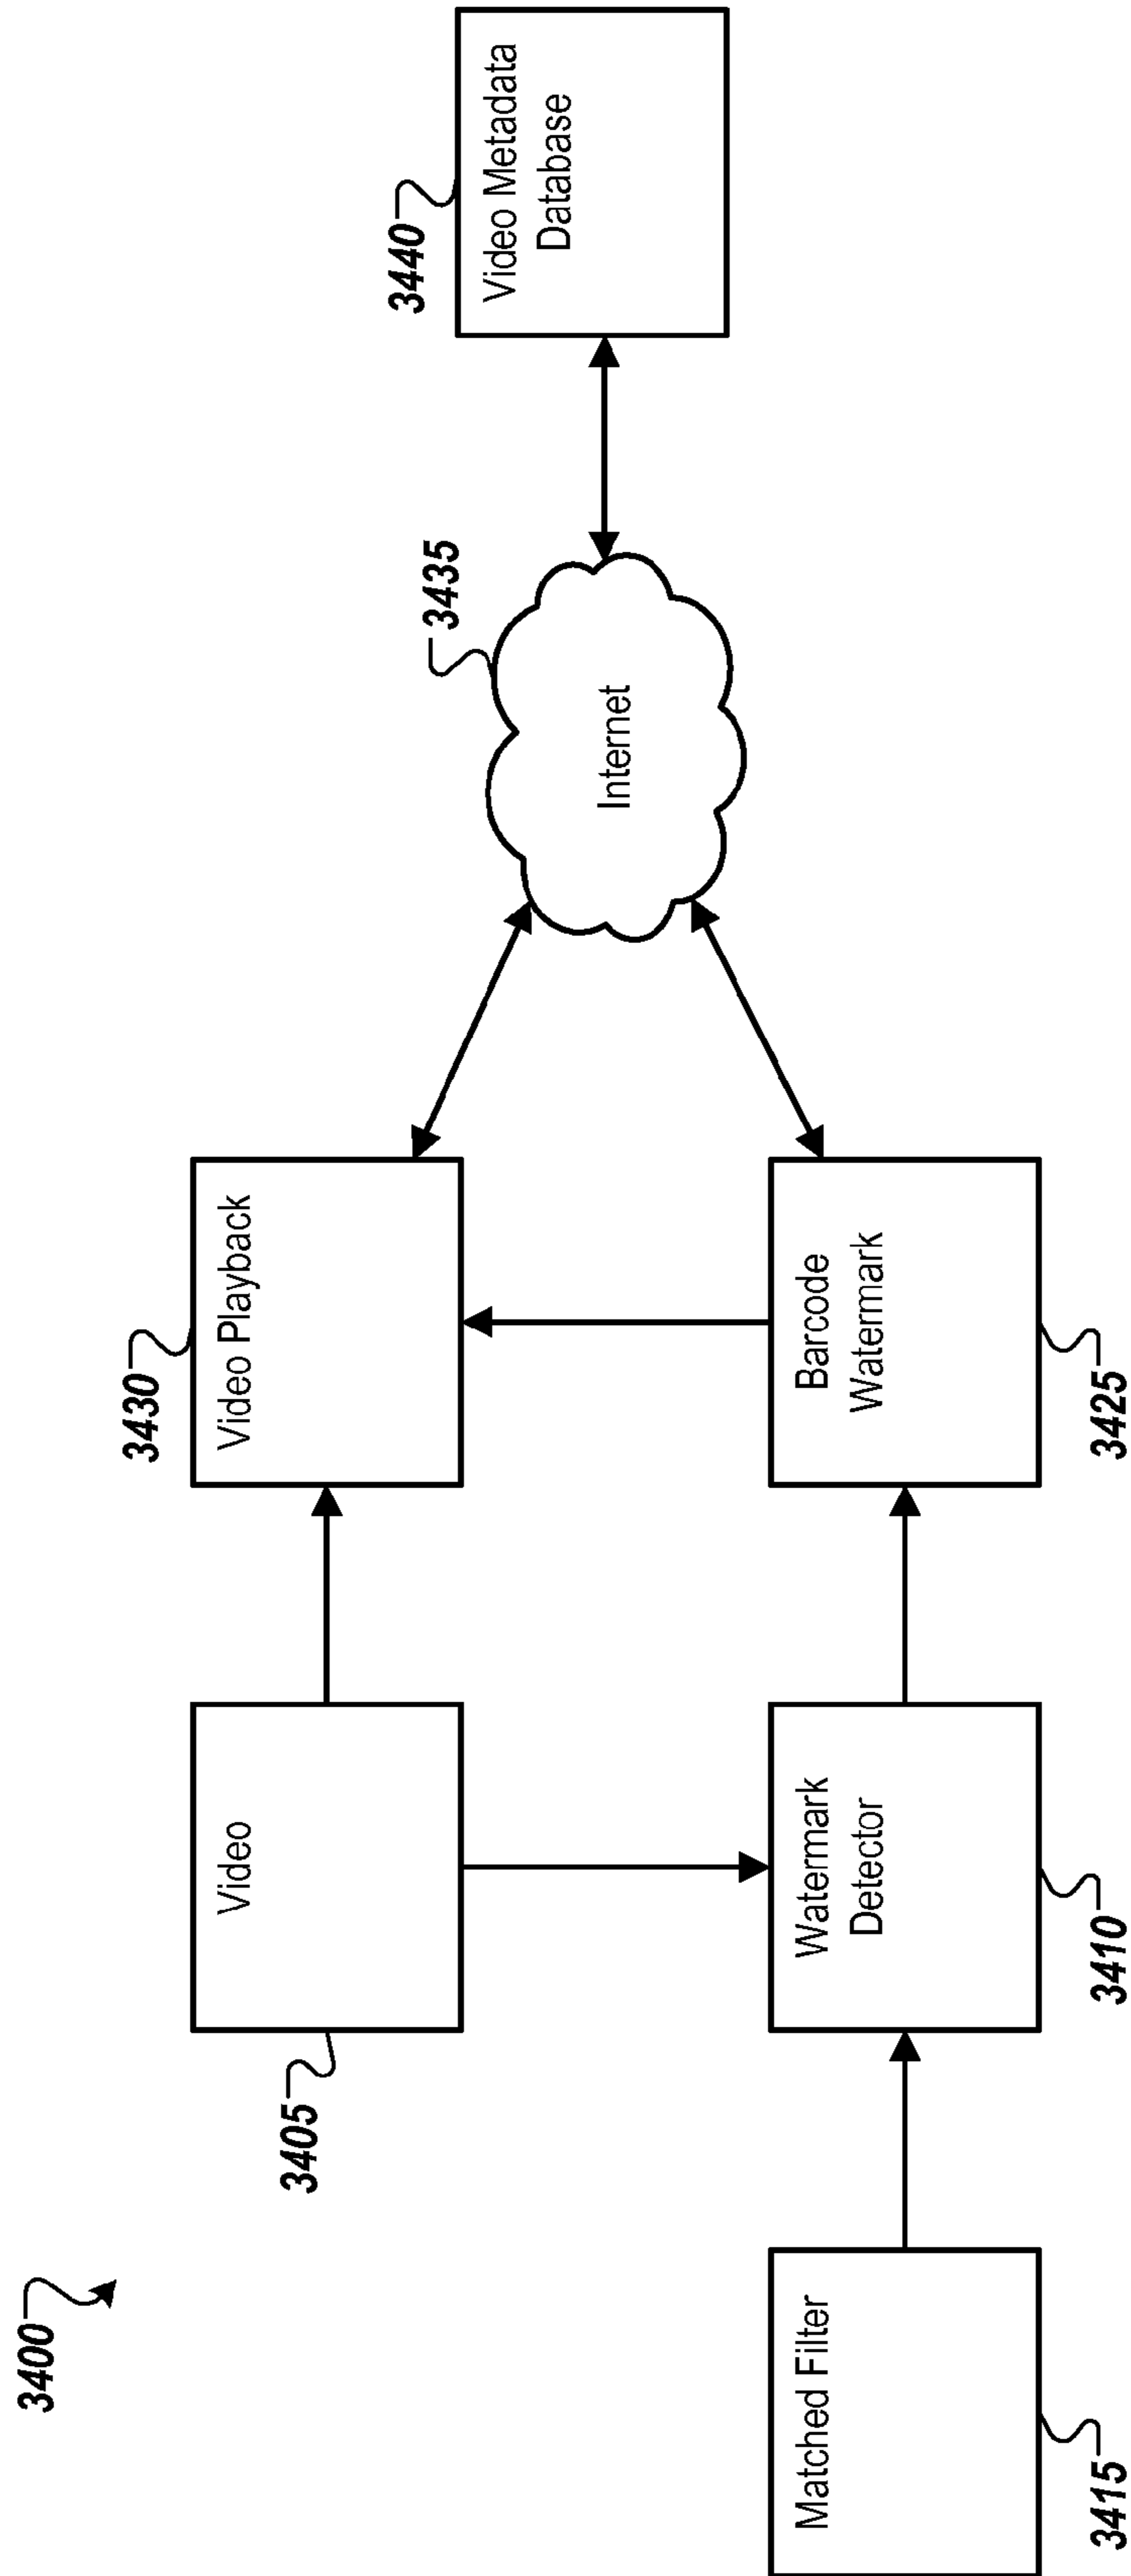 3400
3405
Video
3430
Video Playback
3435
Internet
3440
Video Metadata
Database
Matched Filter
3415
Watermark
Detector
3410
Barcode
Watermark
3425